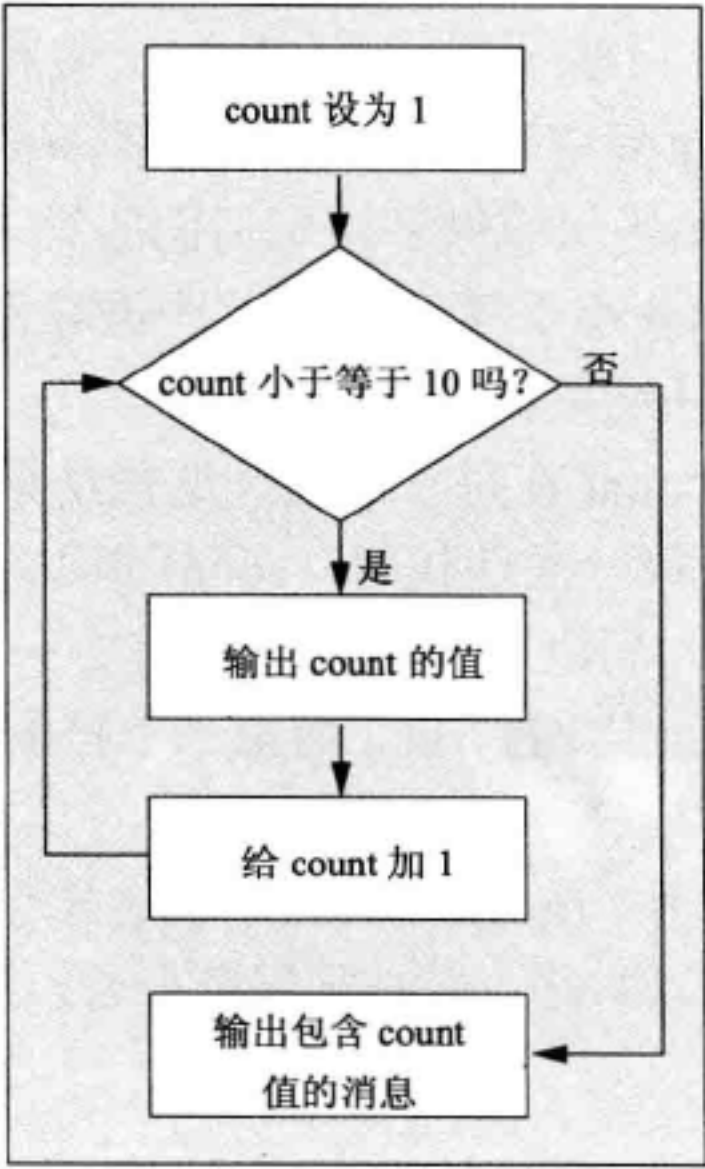 count 设为 1
count 小于等于 10 吗?
否
是
输出 count 的值
给 count 加 1
输出包含 count
值的消息